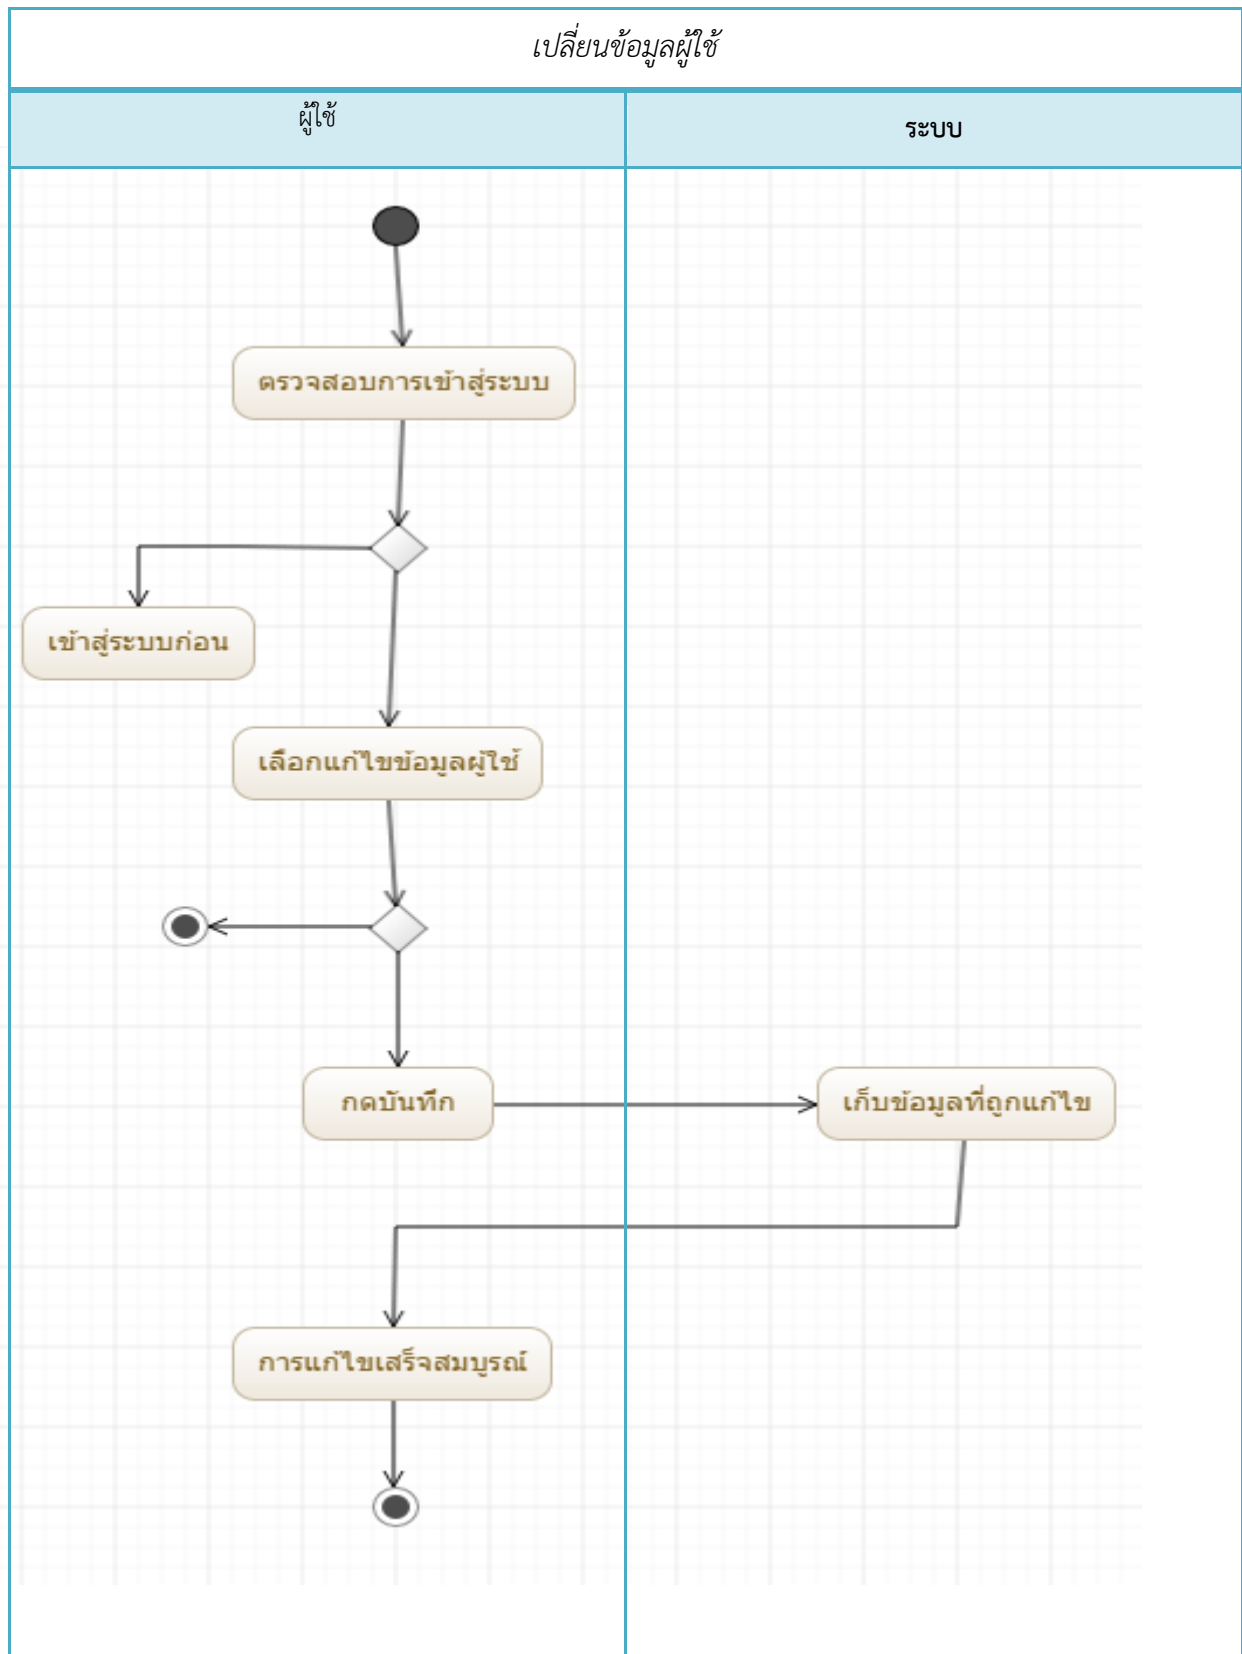 เปลี่ยนข้อมูลผู้ใช้
ผู้ใช้
ระบบ
ตรวจสอบการเข้าสู่ระบบ
เข้าสู่ระบบก่อน
เลือกแก้ไขข้อมูลผู้ใช้
กดบันทึก
เก็บข้อมูลที่ถูกแก้ไข
การแก้ไขเสร็จสมบูรณ์